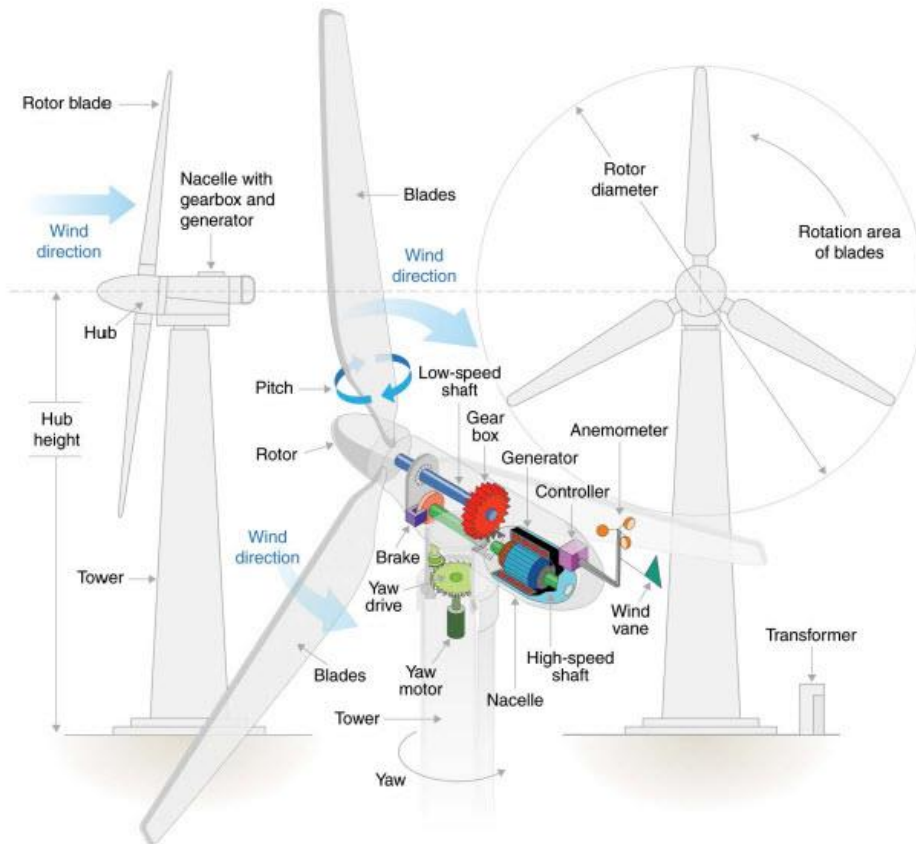 Rotor blade
Nacelle with
gearbox and
generator
Wind
direction
Hub
Hub
height
Tower
Blades
Wind
direction
Pitch
Low-speed
shaft
Gear
box
Rotor
Generator
Controller
Anemometer
Wind
direction
Brake
Yaw
drive
Wind
vane
Blades
Yaw
motor
High-speed
shaft
Nacelle
Tower
Yaw
Rotor
diameter
Rotation area
of blades
Transformer